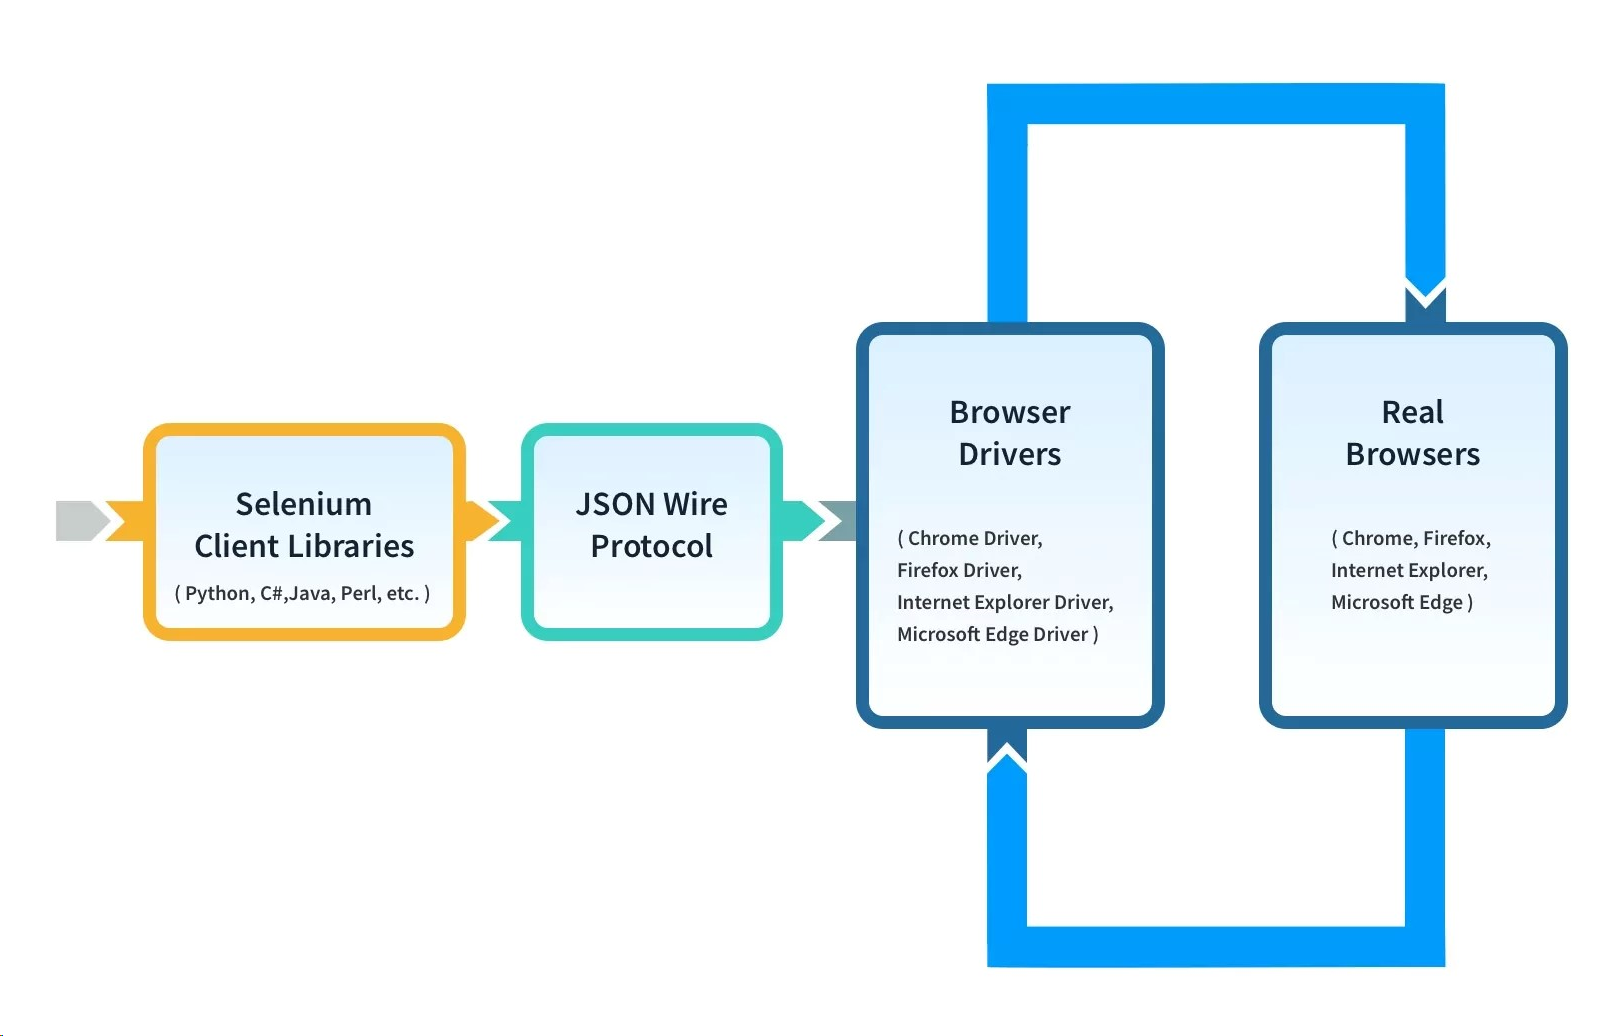 Selenium
Client Libraries
( Python, C#,Java, Perl, etc. )
JSON Wire
Protocol
Browser
Drivers
( Chrome Driver,
Firefox Driver,
Internet Explorer Driver,
Microsoft Edge Driver )
Real
Browsers
( Chrome, Firefox,
Internet Explorer,
Microsoft Edge )